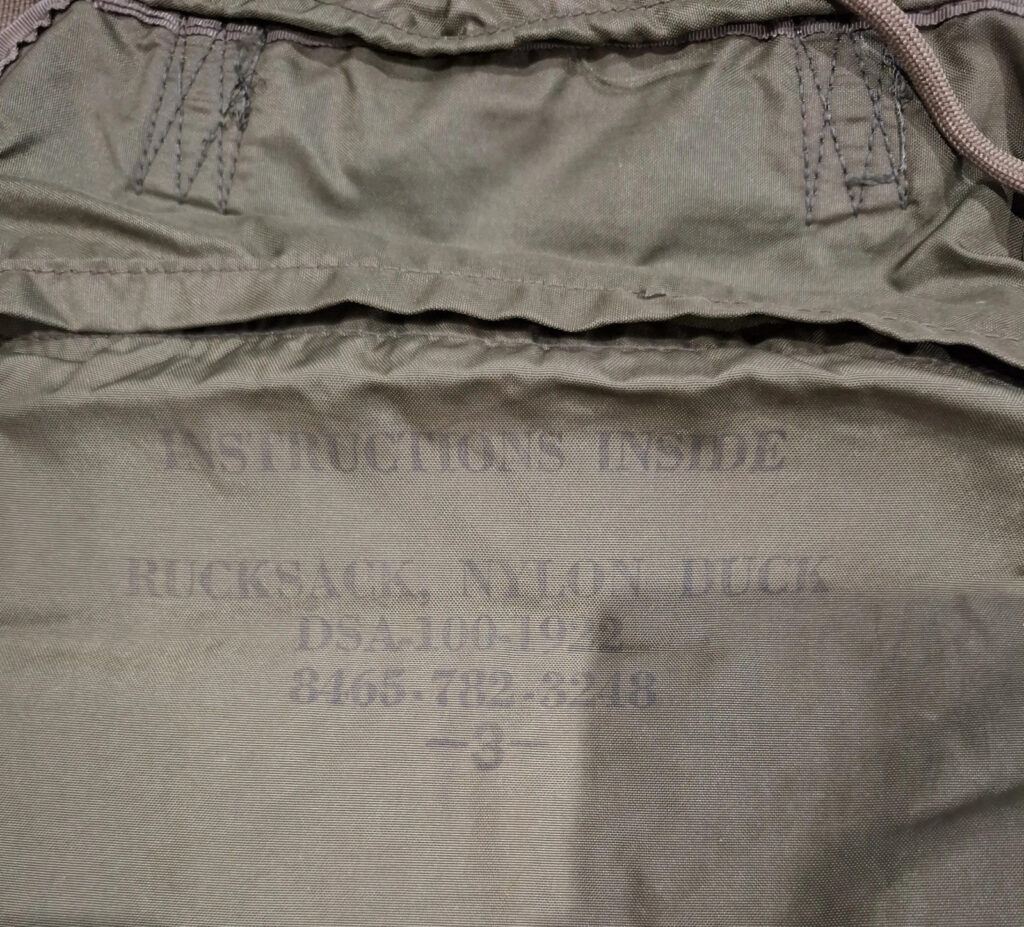 INSTRUCTIONS INSIDE
RUCKSACK, NYLON DUCK
DSA-100-1922
8465-782-3248
-3-